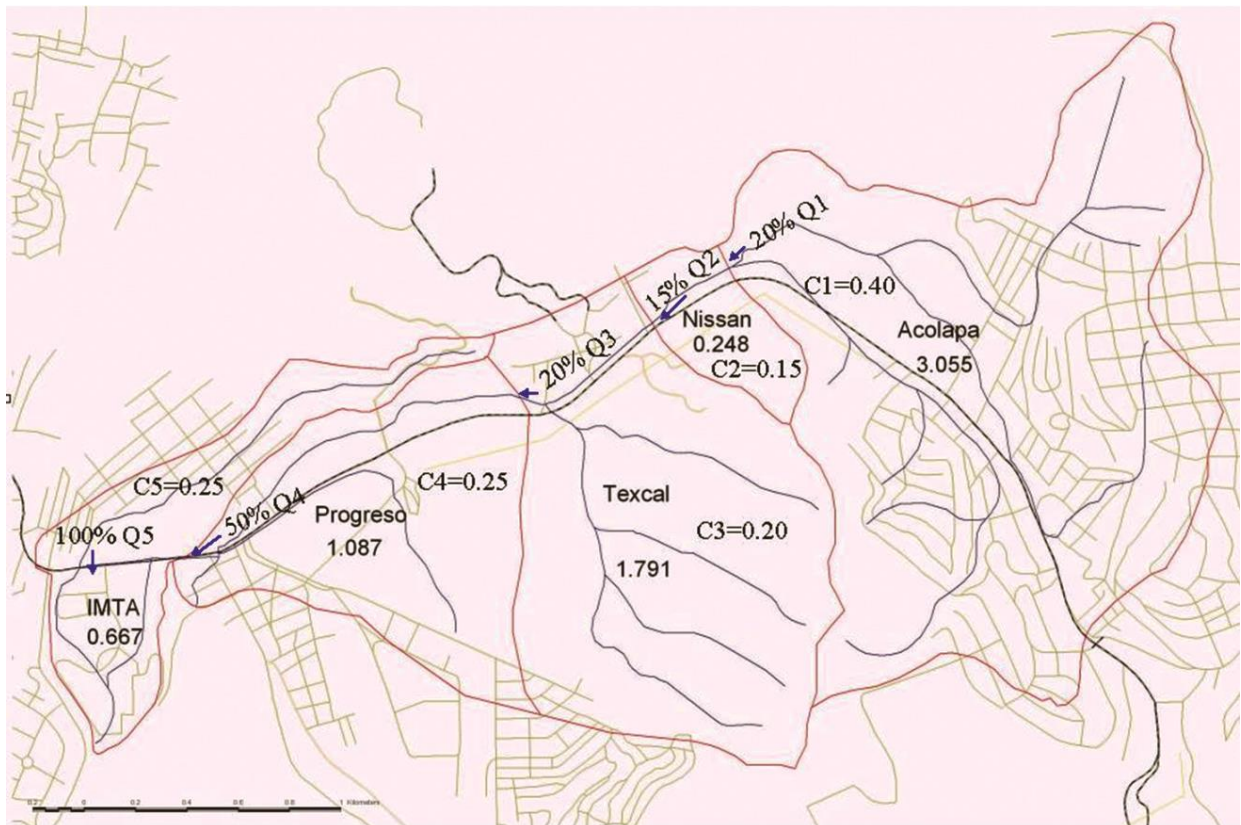 20% Q1
C1=0.40
15% Q2
Nissan
0.248
Acolapa
3.055
C2=0.15
20% Q3
C5=0.25
C4=0.25
Texcal
50% Q4
Progreso
1.087
C3=0.20
100% Q5
1.791
IMTA
0.667
0.2 0 0.2 0.4 0.6 0.8 1 Kilometers